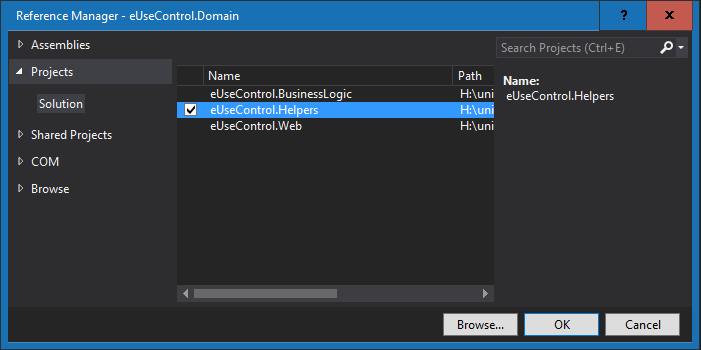 Reference Manager - eUseControl.Domain
?
Assemblies
Projects
Solution
Shared Projects
COM
Browse
Name Path
eUseControl.BusinessLogic H:\uni
eUseControl.Helpers H:\uni
eUseControl.Web H:\uni
Search Projects (Ctrl+E)
Name:
eUseControl.Helpers
Browse... OK Cancel